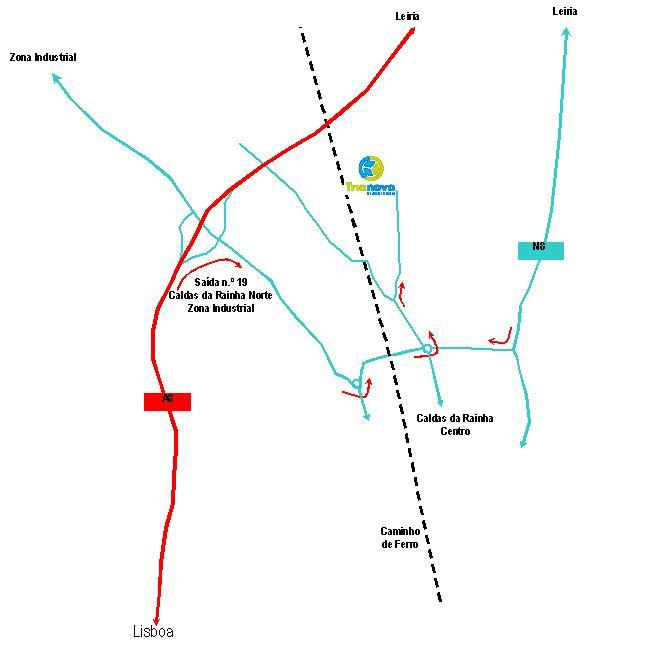 Leiria
Leiria
Zona Industrial
Trianovo
N8
Saída n.º 19
Caldas da Rainha Norte
Zona Industrial
A8
Caldas da Rainha
Centro
Caminho
de Ferro
Lisboa